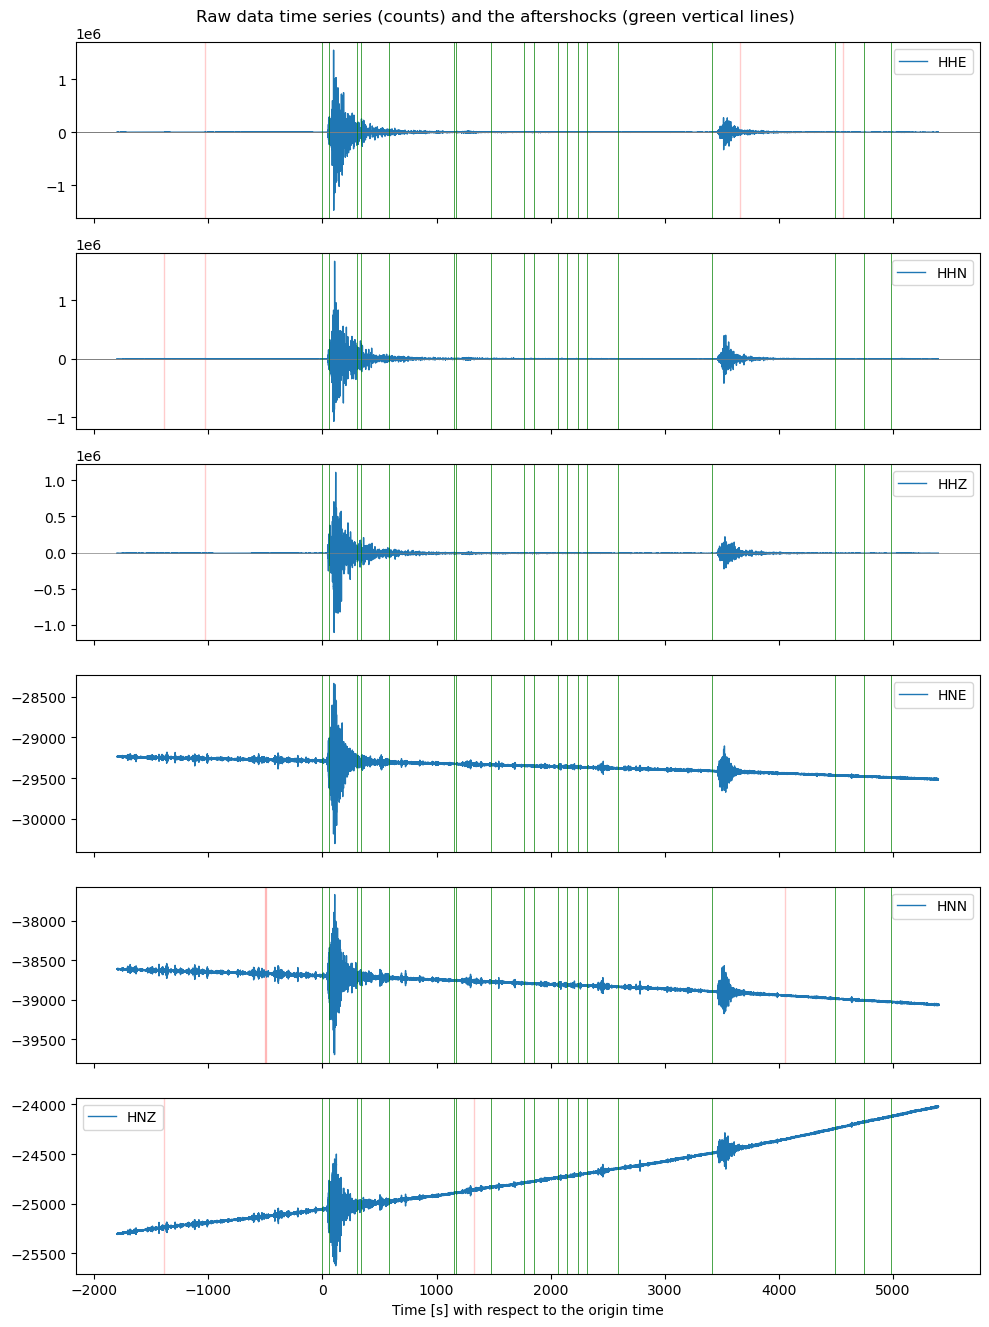 Raw data time series (counts) and the aftershocks (green vertical lines)
1e6
HHE
1
0
−1
1e6
HHN
1
0
−1
1e6
HHZ
1.0
0.5
0.0
−0.5
−1.0
HNE
−28500
−29000
−29500
−30000
HNN
−38000
−38500
−39000
−39500
HNZ
−24000
−24500
−25000
−25500
−2000 −1000 0 1000 2000 3000 4000 5000
Time [s] with respect to the origin time